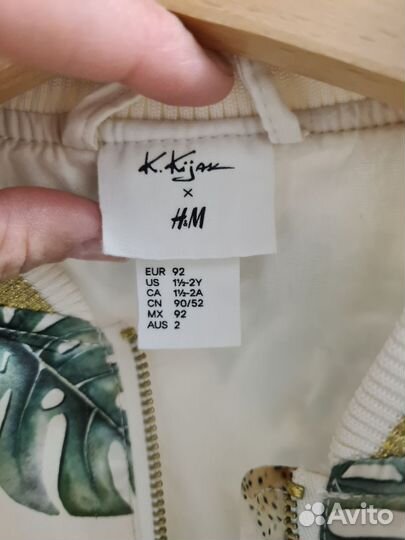 K. Kijak
x
H&M
EUR 92
US 1½-2Y
CA 1½-2A
CN 90/52
MX 92
AUS 2
Avito